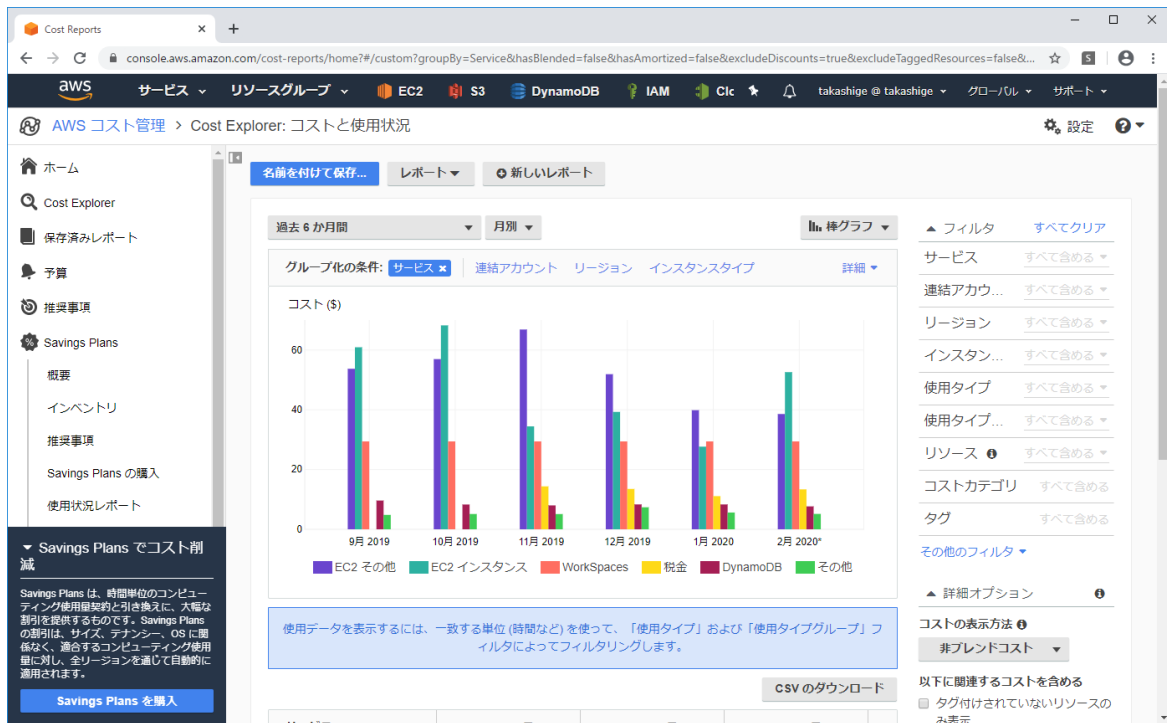 Cost Reports
console.aws.amazon.com/cost-reports/home?#/custom?groupBy=Service&hasBlended=false&hasAmortized=false&excludeDiscounts=true&excludeTaggedResources=false&...
aws サービス リソースグループ EC2 S3 DynamoDB IAM Clc takashige @ takashige グローバル サポート
AWS コスト管理 > Cost Explorer: コストと使用状況 設定
ホーム
Cost Explorer
保存済みレポート
予算
推奨事項
Savings Plans
概要
インベントリ
推奨事項
Savings Plans の購入
使用状況レポート
Savings Plans でコスト削
減
Savings Plans は、時間単位のコンピュー
ティング使用量契約と引き換えに、大幅な
割引を提供するものです。Savings Plans
の割引は、サイズ、テナンシー、OS に関
係なく、適合するコンピューティング使用
量に対し、全リージョンを通じて自動的に
適用されます。
Savings Plans を購入
名前を付けて保存... レポート 新しいレポート
過去 6 か月間 月別 棒グラフ
グループ化の条件: サービス × 連結アカウント リージョン インスタンスタイプ 詳細
コスト ($)
60
40
20
0
9月 2019 10月 2019 11月 2019 12月 2019 1月 2020 2月 2020*
EC2 その他 EC2 インスタンス WorkSpaces 税金 DynamoDB その他
使用データを表示するには、一致する単位 (時間など) を使って、「使用タイプ」および「使用タイプグループ」フ
ィルタによってフィルタリングします。
CSV のダウンロード
フィルタ すべてクリア
サービス すべて含める
連結アカウ... すべて含める
リージョン すべて含める
インスタン... すべて含める
使用タイプ すべて含める
使用タイプ... すべて含める
リソース すべて含める
コストカテゴリ すべて含める
タグ すべて含める
その他のフィルタ
詳細オプション
コストの表示方法
非ブレンドコスト
以下に関連するコストを含める
タグ付けされていないリソースの
み表示